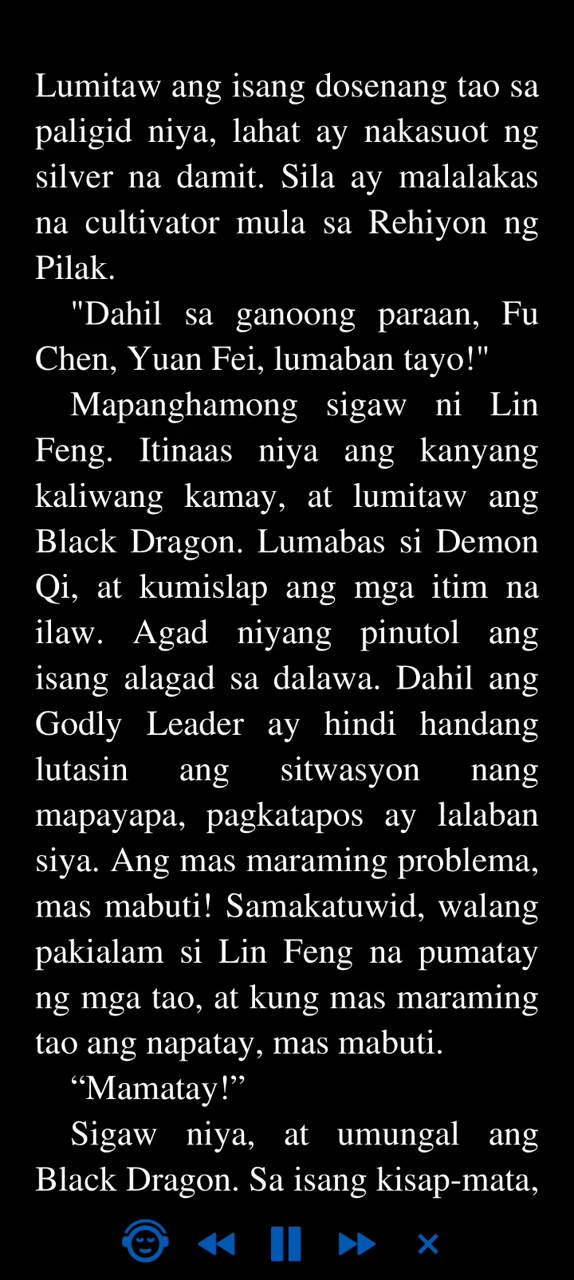 Lumitaw ang isang dosenang tao sa
paligid niya, lahat ay nakasuot ng
silver na damit. Sila ay malalakas
na cultivator mula sa Rehiyon ng
Pilak.
"Dahil sa ganoong paraan, Fu
Chen, Yuan Fei, lumaban tayo!"
Mapanghamong sigaw ni Lin
Feng. Itinaas niya ang kanyang
kaliwang kamay, at lumitaw ang
Black Dragon. Lumabas si Demon
Qi, at kumislap ang mga itim na
ilaw. Agad niyang pinutol ang
isang alagad sa dalawa. Dahil ang
Godly Leader ay hindi handang
lutasin ang sitwasyon nang
mapayapa, pagkatapos ay lalaban
siya. Ang mas maraming problema,
mas mabuti! Samakatuwid, walang
pakialam si Lin Feng na pumatay
ng mga tao, at kung mas maraming
tao ang napatay, mas mabuti.
“Mamatay!”
Sigaw niya, at umungal ang
Black Dragon. Sa isang kisap-mata,